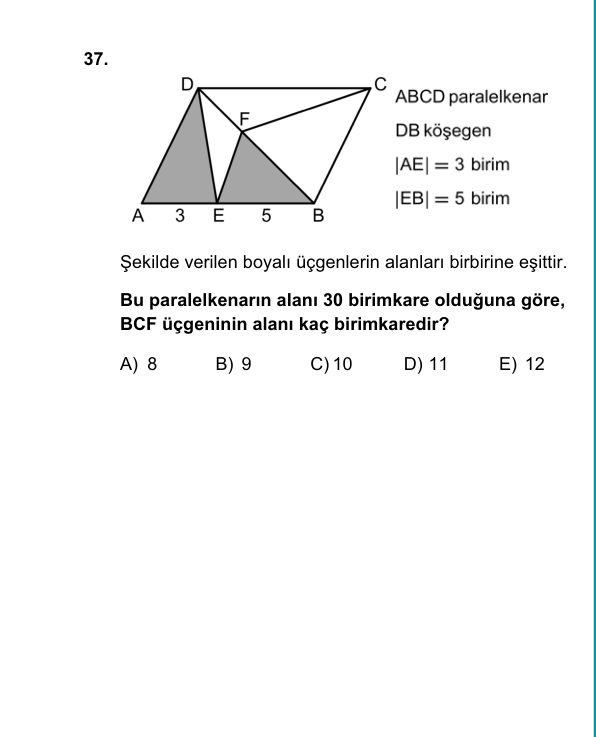 37.
D
C
F
A 3 E 5 B
ABCD paralelkenar
DB köşegen
|AE| = 3 birim
|EB| = 5 birim
Şekilde verilen boyalı üçgenlerin alanları birbirine eşittir.
Bu paralelkenarın alanı 30 birimkare olduğuna göre,
BCF üçgeninin alanı kaç birimkaredir?
A) 8 B) 9 C) 10 D) 11 E) 12